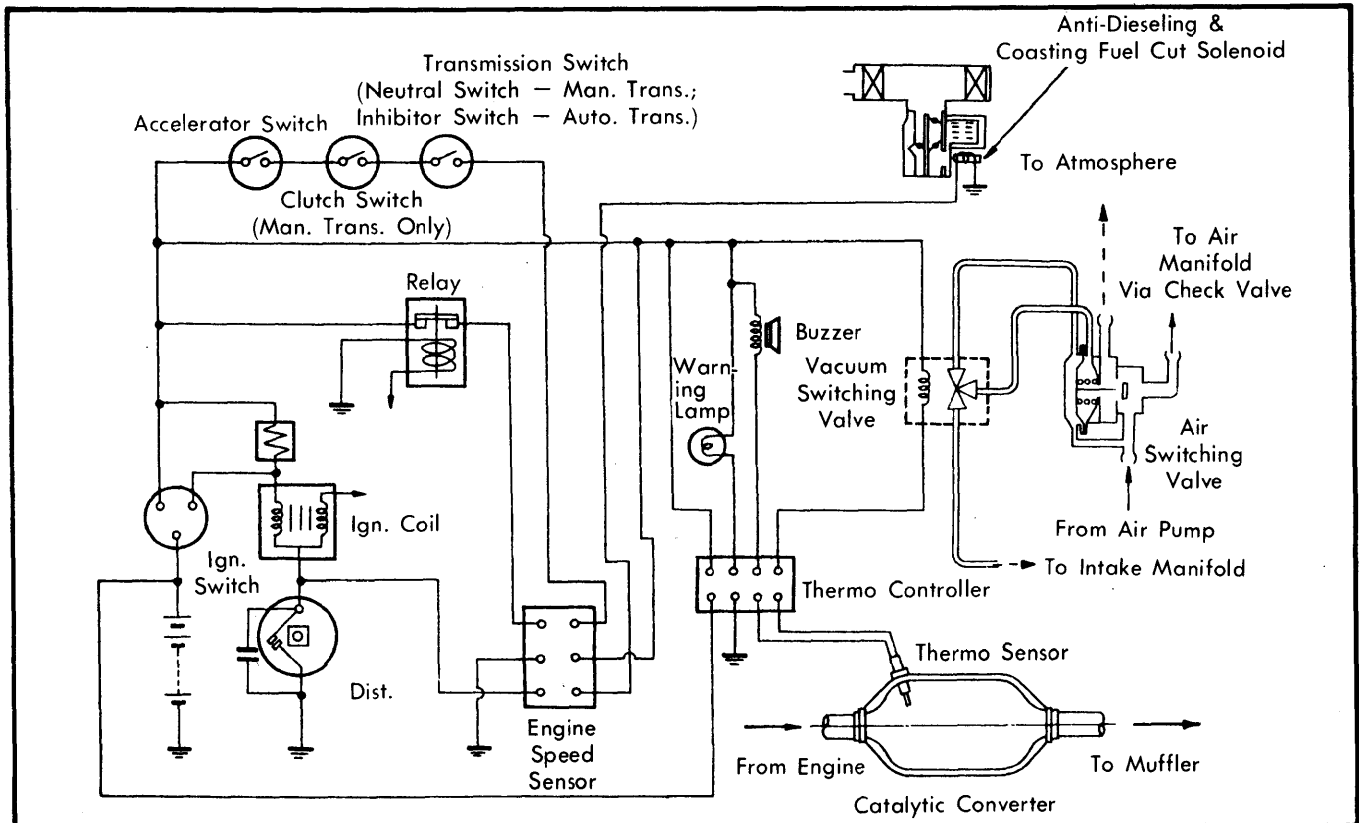 Anti-Dieseling &
Coasting Fuel Cut Solenoid
Transmission Switch
(Neutral Switch — Man. Trans.;
Inhibitor Switch — Auto. Trans.)
Accelerator Switch
Clutch Switch
(Man. Trans. Only)
To Atmosphere
To Air
Manifold
Via Check Valve
Relay
Buzzer
Warn-
ing
Lamp
Vacuum
Switching
Valve
Air
Switching
Valve
From Air Pump
To Intake Manifold
Ign. Coil
Ign.
Switch
Dist.
Engine
Speed
Sensor
Thermo Controller
Thermo Sensor
From Engine
To Muffler
Catalytic Converter